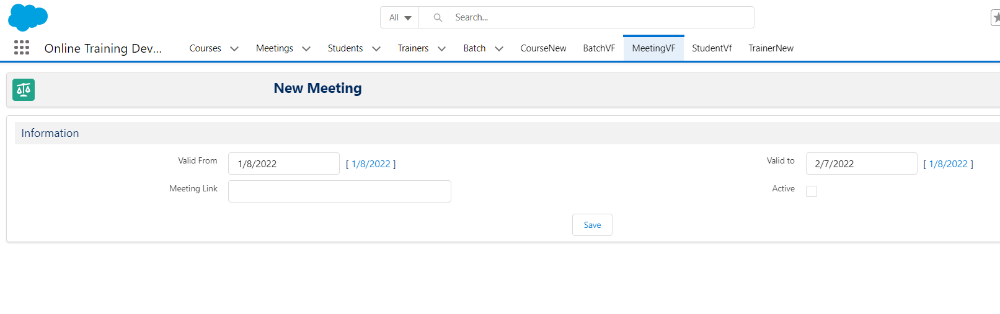 All Search...
Online Training Dev... Courses Meetings Students Trainers Batch CourseNew BatchVF MeetingVF StudentVf TrainerNew
New Meeting
Information
Valid From 1/8/2022 [ 1/8/2022 ] Valid to 2/7/2022 [ 1/8/2022 ]
Meeting Link Active
Save